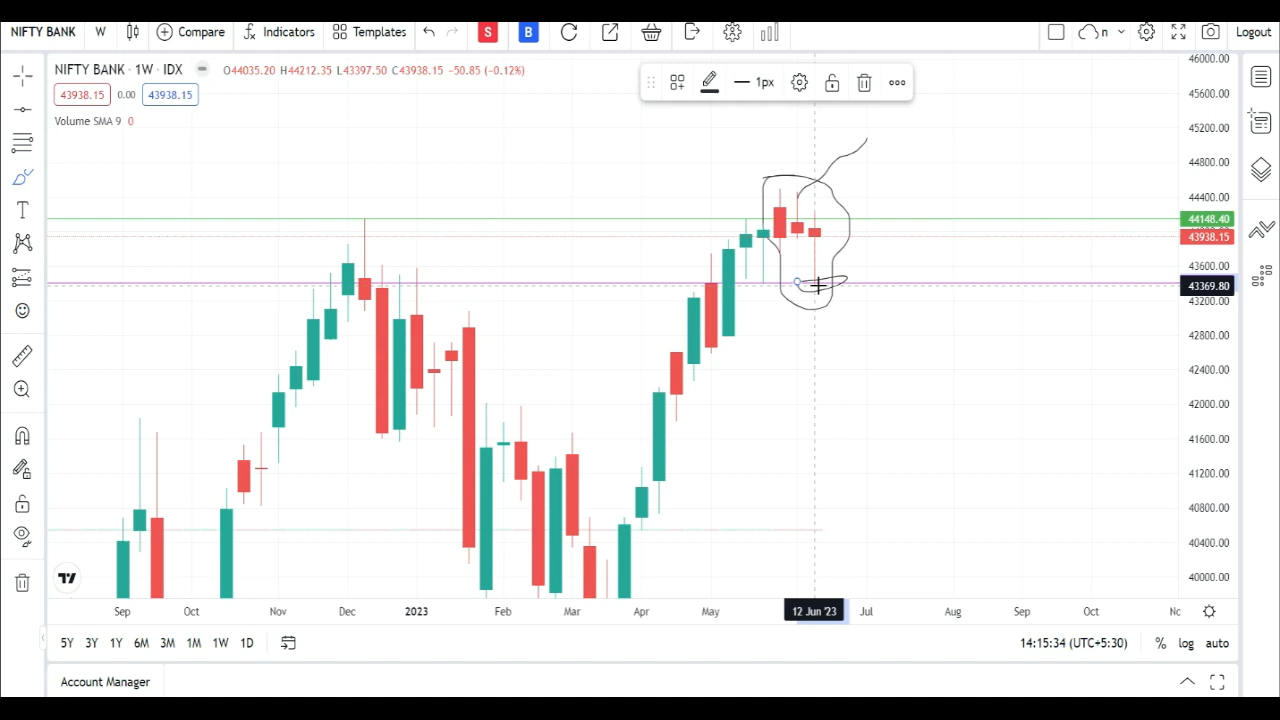 NIFTY BANK W Compare Indicators Templates S B n Logout
NIFTY BANK · 1W · IDX O44035.20 H44212.35 L43397.50 C43938.15 −50.85 (−0.12%)
1px
43938.15 0.00 43938.15
Volume SMA 9 0
46000.00
45600.00
45200.00
44800.00
44400.00
44148.40
43938.15
43600.00
43369.80
43200.00
42800.00
42400.00
42000.00
41600.00
41200.00
40800.00
40400.00
40000.00
Sep Oct Nov Dec 2023 Feb Mar Apr May 12 Jun '23 Jul Aug Sep Oct Nc
5Y 3Y 1Y 6M 3M 1M 1W 1D 14:15:34 (UTC+5:30) % log auto
Account Manager